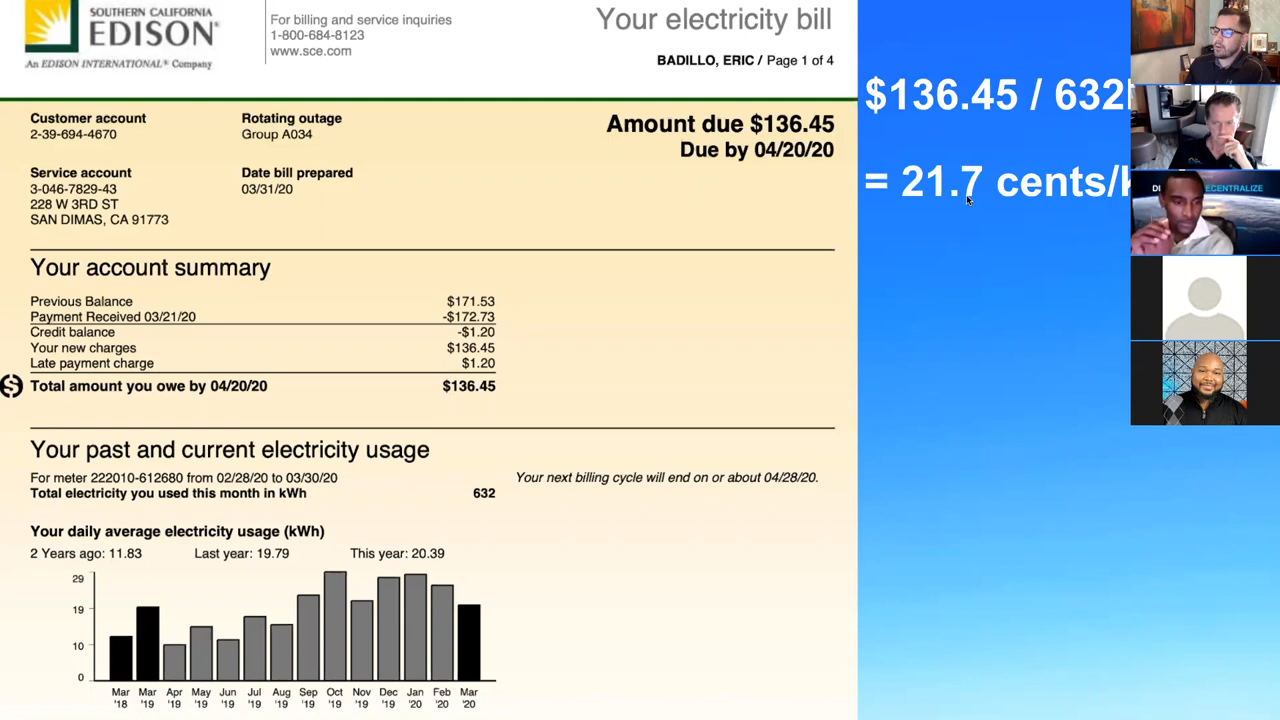 SOUTHERN CALIFORNIA
EDISON®
An EDISON INTERNATIONAL® Company
For billing and service inquiries
1-800-684-8123
www.sce.com
Your electricity bill
BADILLO, ERIC / Page 1 of 4
Customer account
2-39-694-4670
Rotating outage
Group A034
Amount due $136.45
Due by 04/20/20
Service account
3-046-7829-43
228 W 3RD ST
SAN DIMAS, CA 91773
Date bill prepared
03/31/20
Your account summary
Previous Balance $171.53
Payment Received 03/21/20 -$172.73
Credit balance -$1.20
Your new charges $136.45
Late payment charge $1.20
Total amount you owe by 04/20/20 $136.45
Your past and current electricity usage
For meter 222010-612680 from 02/28/20 to 03/30/20
Your next billing cycle will end on or about 04/28/20.
Total electricity you used this month in kWh 632
Your daily average electricity usage (kWh)
2 Years ago: 11.83 Last year: 19.79 This year: 20.39
29
19
10
0
Mar Mar Apr May Jun Jul Aug Sep Oct Nov Dec Jan Feb Mar
'18 '19 '19 '19 '19 '19 '19 '19 '19 '19 '19 '20 '20 '20
$136.45 / 632
= 21.7 cents/